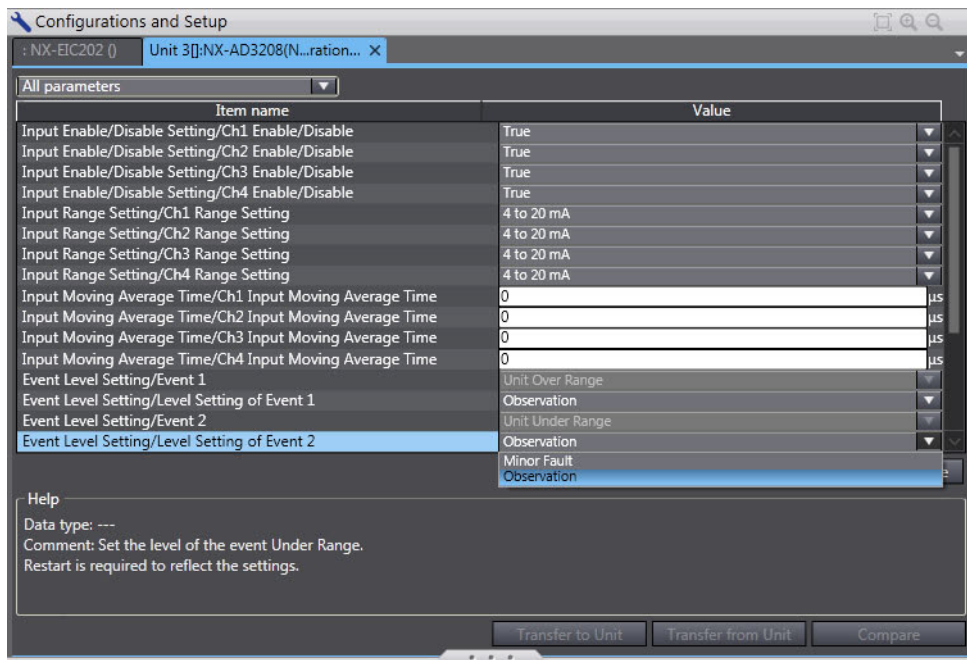 Configurations and Setup
: NX-EIC202 () Unit 3[]:NX-AD3208(N...ration... X
All parameters
Item name Value
Input Enable/Disable Setting/Ch1 Enable/Disable True
Input Enable/Disable Setting/Ch2 Enable/Disable True
Input Enable/Disable Setting/Ch3 Enable/Disable True
Input Enable/Disable Setting/Ch4 Enable/Disable True
Input Range Setting/Ch1 Range Setting 4 to 20 mA
Input Range Setting/Ch2 Range Setting 4 to 20 mA
Input Range Setting/Ch3 Range Setting 4 to 20 mA
Input Range Setting/Ch4 Range Setting 4 to 20 mA
Input Moving Average Time/Ch1 Input Moving Average Time 0 µs
Input Moving Average Time/Ch2 Input Moving Average Time 0 µs
Input Moving Average Time/Ch3 Input Moving Average Time 0 µs
Input Moving Average Time/Ch4 Input Moving Average Time 0 µs
Event Level Setting/Event 1 Unit Over Range
Event Level Setting/Level Setting of Event 1 Observation
Event Level Setting/Event 2 Unit Under Range
Event Level Setting/Level Setting of Event 2 Observation
Minor Fault
Observation
Help
Data type: ---
Comment: Set the level of the event Under Range.
Restart is required to reflect the settings.
Transfer to Unit Transfer from Unit Compare